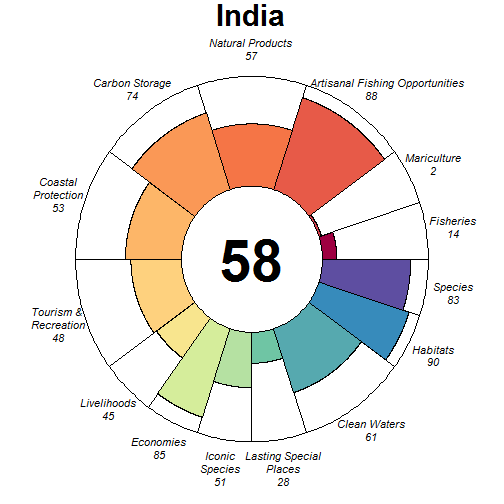 India
Natural Products
57
Carbon Storage
74
Artisanal Fishing Opportunities
88
Mariculture
2
Coastal
Protection
53
Fisheries
14
58
Species
83
Tourism &
Recreation
48
Habitats
90
Livelihoods
45
Clean Waters
61
Economies
85
Iconic
Species
51
Lasting Special
Places
28